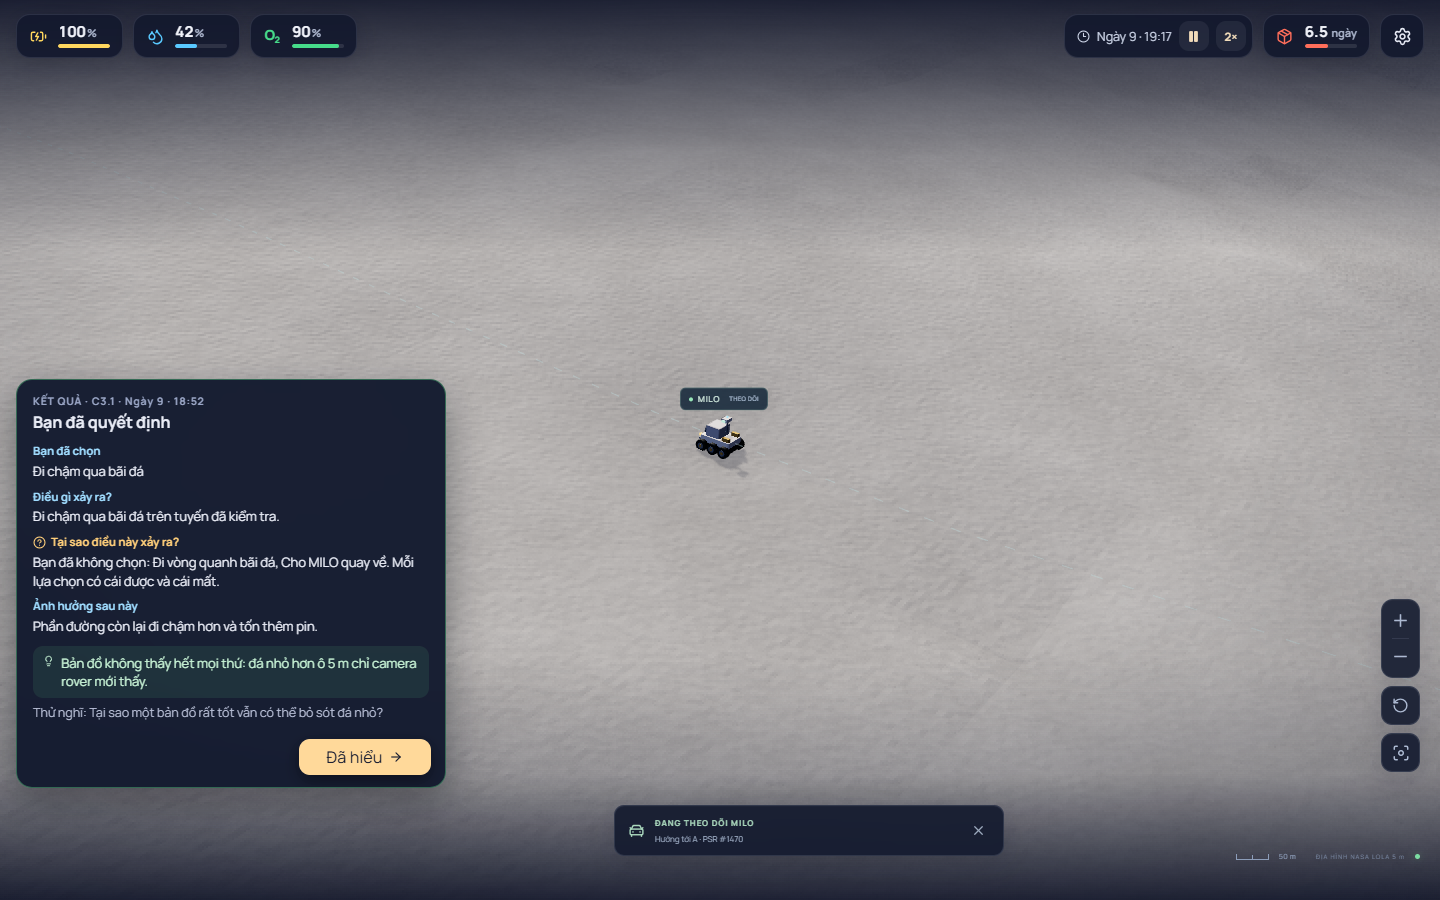 100%
42%
O₂ 90%
Ngày 9 · 19:17
2×
6.5 ngày
MILO THEO DÕI
KẾT QUẢ · C3.1 · Ngày 9 · 18:52
Bạn đã quyết định
Bạn đã chọn
Đi chậm qua bãi đá
Điều gì xảy ra?
Đi chậm qua bãi đá trên tuyến đã kiểm tra.
Tại sao điều này xảy ra?
Bạn đã không chọn: Đi vòng quanh bãi đá, Cho MILO quay về. Mỗi
lựa chọn có cái được và cái mất.
Ảnh hưởng sau này
Phần đường còn lại đi chậm hơn và tốn thêm pin.
Bản đồ không thấy hết mọi thứ: đá nhỏ hơn ô 5 m chỉ camera
rover mới thấy.
Thử nghĩ: Tại sao một bản đồ rất tốt vẫn có thể bỏ sót đá nhỏ?
Đã hiểu →
ĐANG THEO DÕI MILO
Hướng tới A · PSR #1470
50 m
ĐỊA HÌNH NASA LOLA 5 m